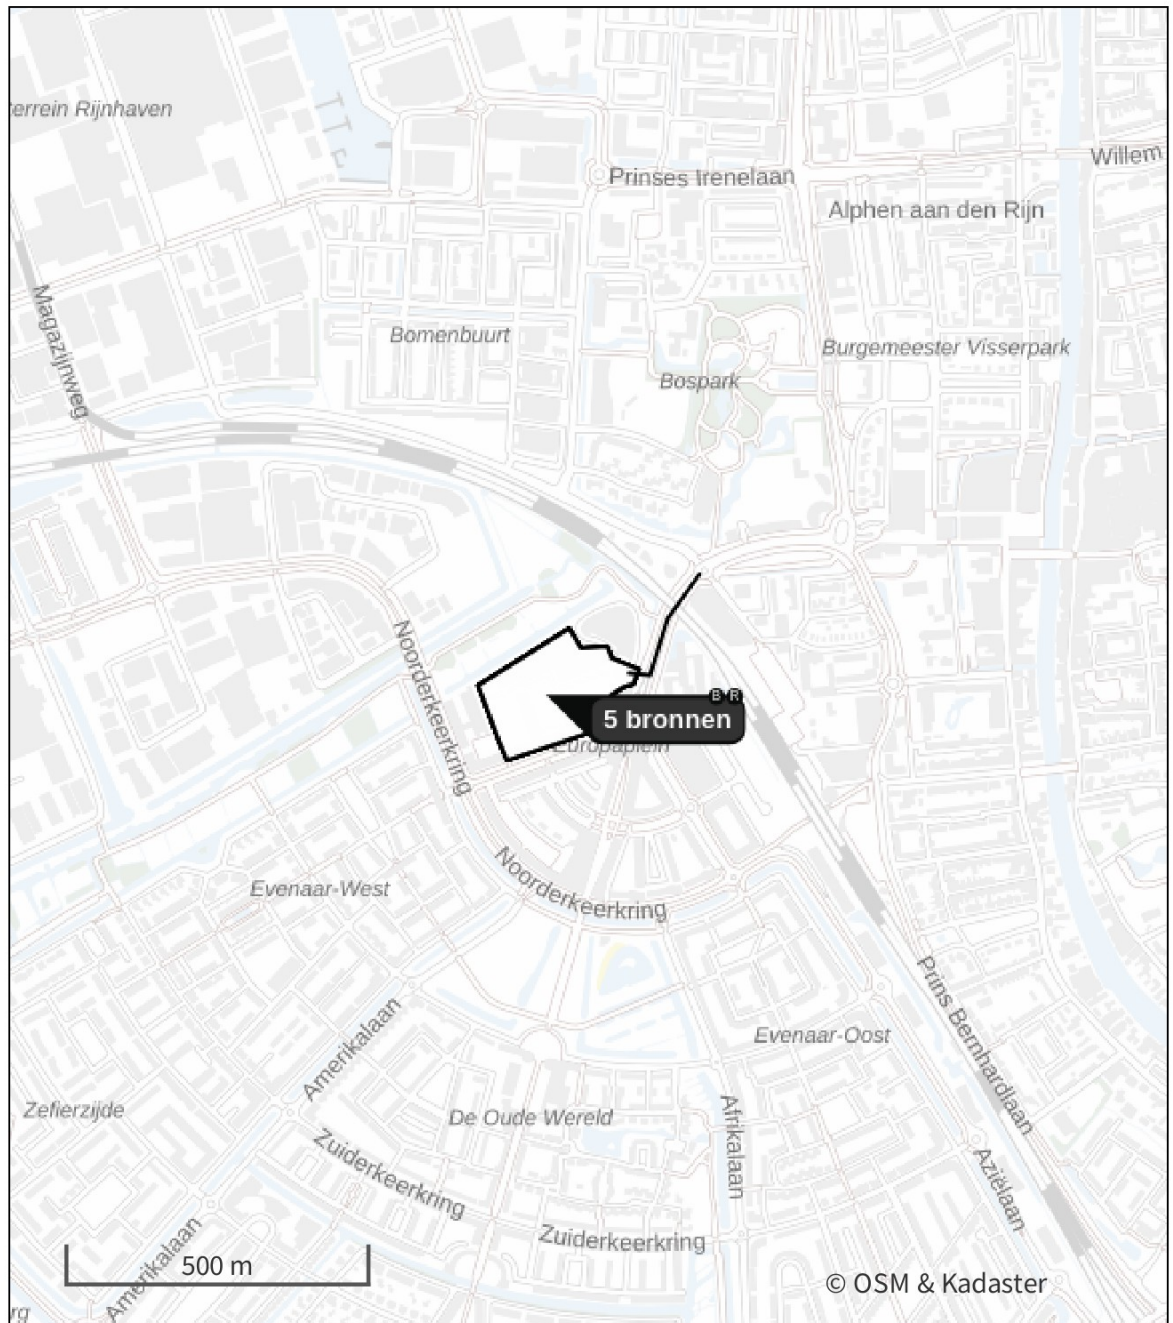 terrein Rijnhaven
Willem
Prinses Irenelaan
Alphen aan den Rijn
Magazijnweg
Bomenbuurt
Burgemeester Visserpark
Bospark
Noorderkeerkring
B R
5 bronnen
Europaplein
Noorderkeerkring
Evenaar-West
Prins Bernhardlaan
Amerikalaan
Evenaar-Oost
Zefierzijde
De Oude Wereld
Afrikalaan
Zuiderkeerkring
Aziëlaan
Amerikalaan
Zuiderkeerkring
500 m
© OSM & Kadaster
rg